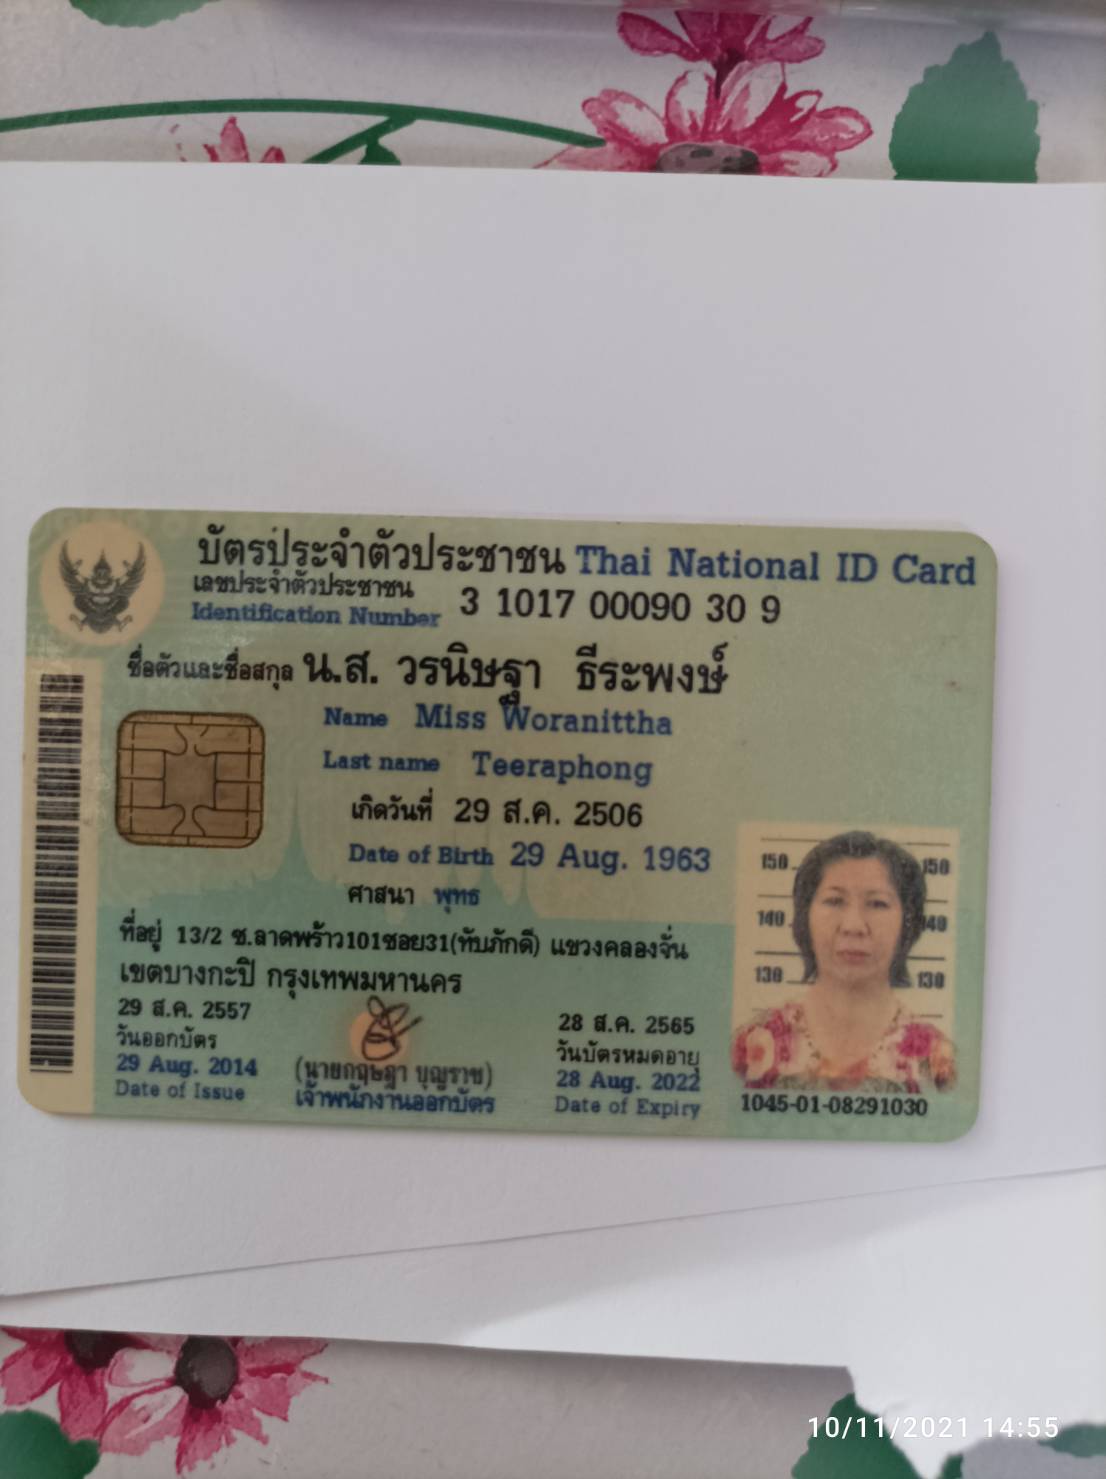 บัตรประจำตัวประชาชน Thai National ID Card
เลขประจำตัวประชาชน
Identification Number 3 1017 00090 30 9
ชื่อตัวและชื่อสกุล น.ส. วรนิษฐา ธีระพงษ์
Name Miss Woranittha
Last name Teeraphong
เกิดวันที่ 29 ส.ค. 2506
Date of Birth 29 Aug. 1963
ศาสนา พุทธ
ที่อยู่ 13/2 ซ.ลาดพร้าว101ซอย31(ทับภักดี) แขวงคลองจั่น
เขตบางกะปิ กรุงเทพมหานคร
29 ส.ค. 2557
วันออกบัตร
29 Aug. 2014
Date of Issue
(นายกฤษฎา บุญราช)
เจ้าพนักงานออกบัตร
28 ส.ค. 2565
วันบัตรหมดอายุ
28 Aug. 2022
Date of Expiry
150 150
140 140
130 130
1045-01-08291030
10/11/2021 14:55